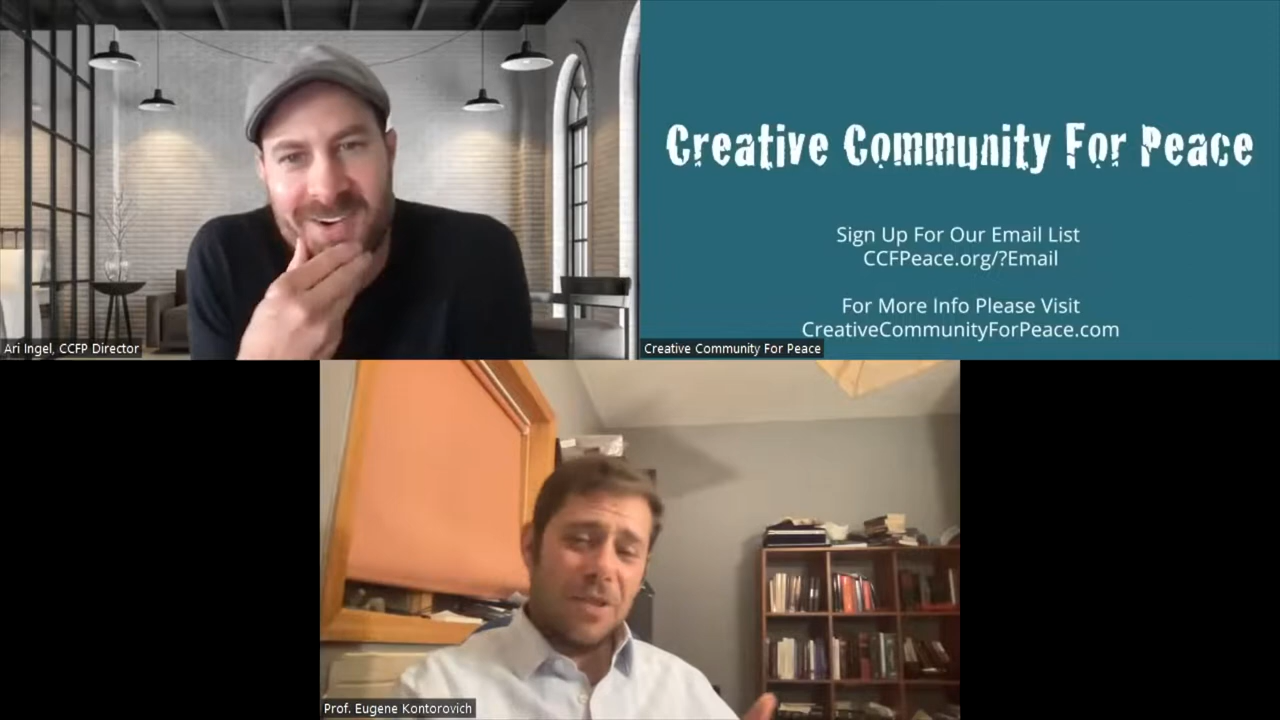 Creative Community For Peace
Sign Up For Our Email List
CCFPeace.org/?Email
For More Info Please Visit
CreativeCommunityForPeace.com
Ari Ingel, CCFP Director
Creative Community For Peace
Prof. Eugene Kontorovich